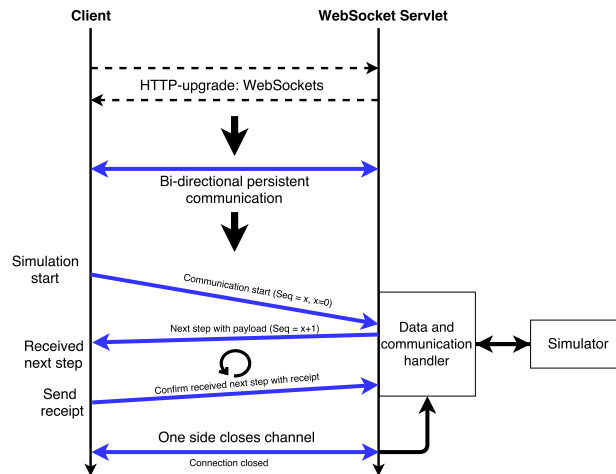 Client
WebSocket Servlet
HTTP-upgrade: WebSockets
Bi-directional persistent
communication
Simulation
start
Communication start (Seq = x, x=0)
Next step with payload (Seq = x+1)
Received
next step
Data and
communication
handler
Simulator
Confirm received next step with receipt
Send
receipt
One side closes channel
Connection closed